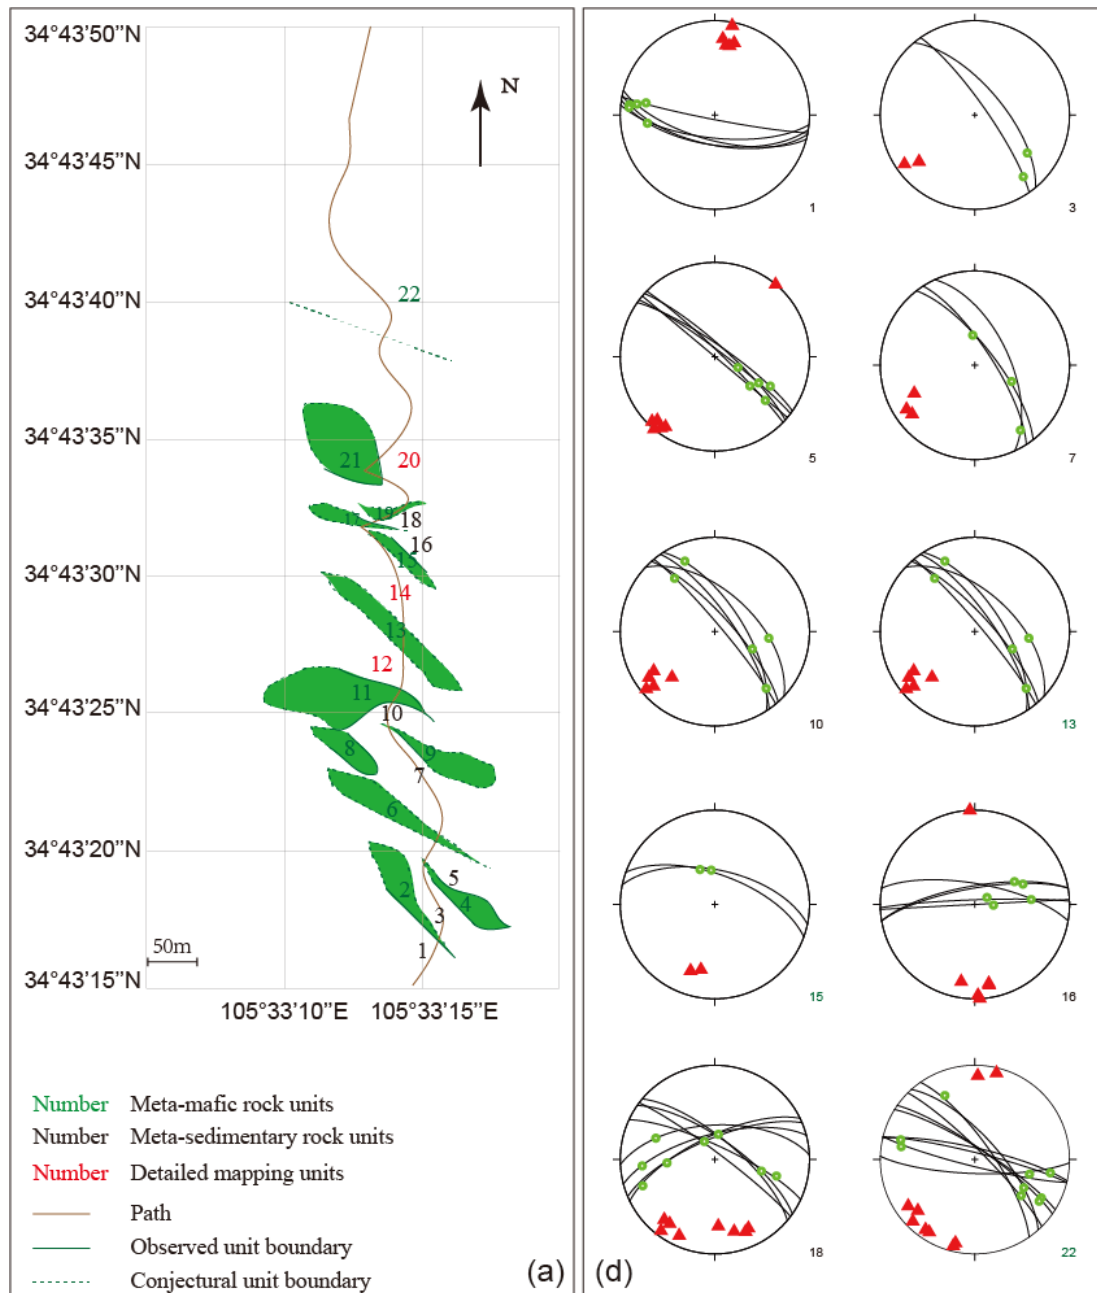 34°43’50”N
N
34°43’45”N
34°43’40”N
22
34°43’35”N
21
20
19
17
18
16
15
34°43’30”N
14
13
12
11
34°43’25”N
10
9
8
7
6
34°43’20”N
5
2
4
3
1
50m
34°43’15”N
105°33’10”E
105°33’15”E
Number
Meta-mafic rock units
Number
Meta-sedimentary rock units
Number
Detailed mapping units
Path
Observed unit boundary
Conjectural unit boundary
(a)
1
3
5
7
10
13
15
16
18
22
(d)